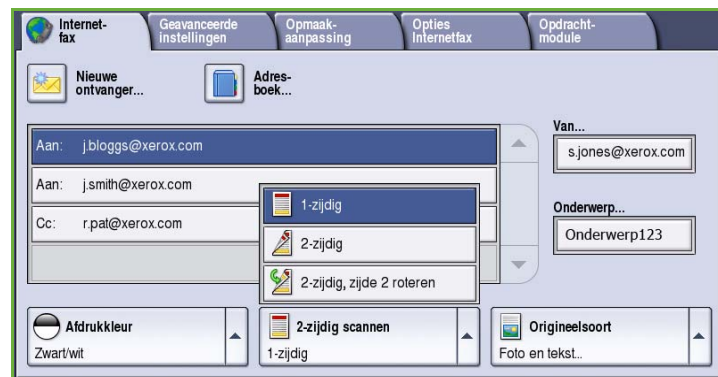 Internet-
fax
Geavanceerde
instellingen
Opmaak-
aanpassing
Opties
Internetfax
Opdracht-
module
Nieuwe
ontvanger...
Adres-
boek...
Van...
s.jones@xerox.com
Aan: j.bloggs@xerox.com
Aan: j.smith@xerox.com
Cc: r.pat@xerox.com
1-zijdig
2-zijdig
2-zijdig, zijde 2 roteren
Onderwerp...
Onderwerp123
Afdrukkleur
Zwart/wit
2-zijdig scannen
1-zijdig
Origineelsoort
Foto en tekst...